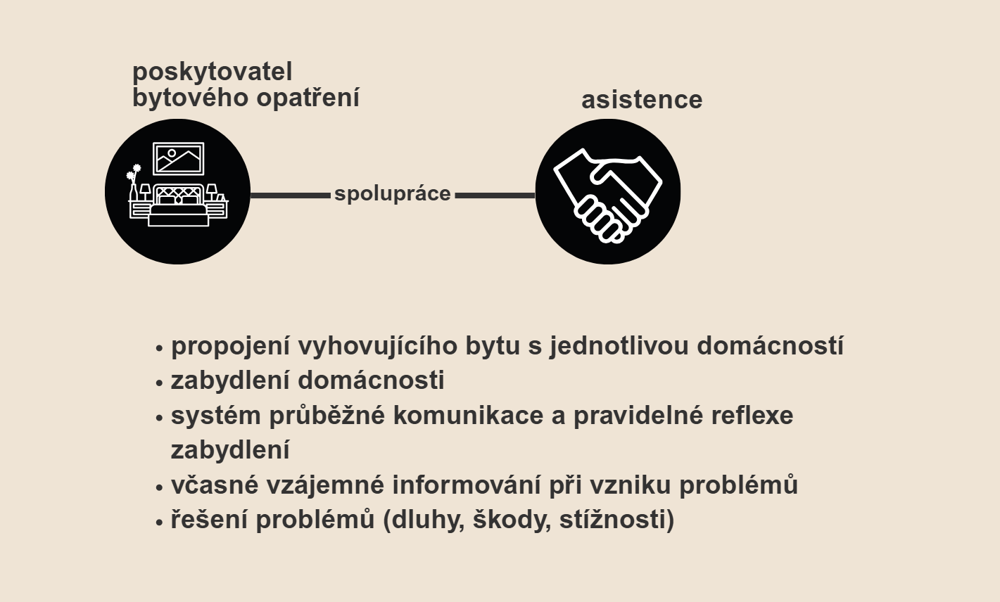 poskytovatel
bytového opatření
asistence
spolupráce
• propojení vyhovujícího bytu s jednotlivou domácností
• zabydlení domácnosti
• systém průběžné komunikace a pravidelné reflexe
zabydlení
• včasné vzájemné informování při vzniku problémů
• řešení problémů (dluhy, škody, stížnosti)